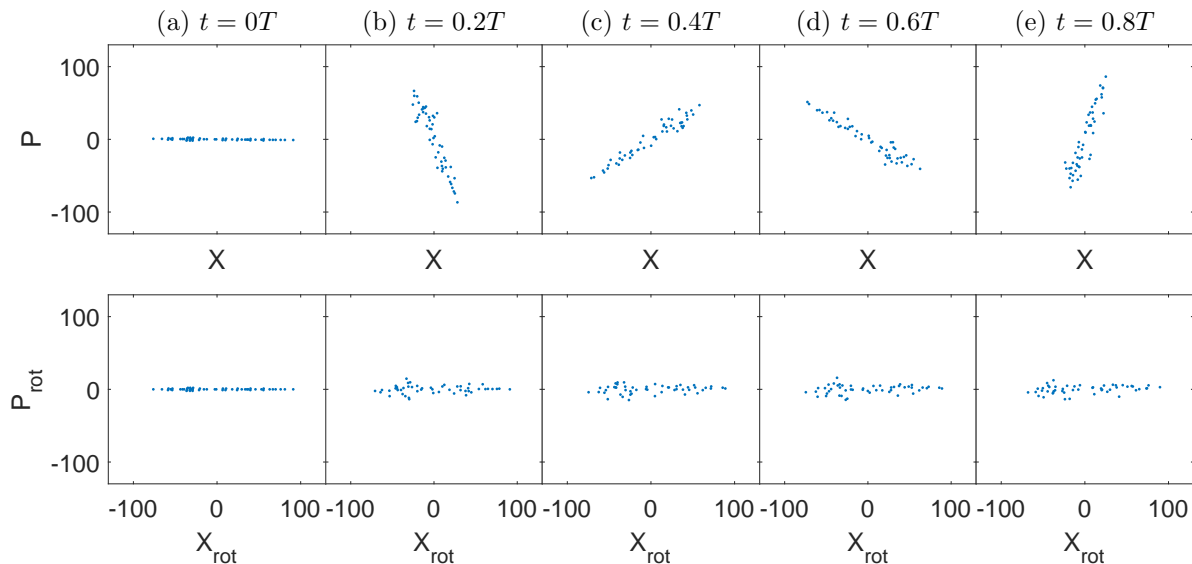 (a) t = 0T (b) t = 0.2T (c) t = 0.4T (d) t = 0.6T (e) t = 0.8T
100
0
-100
P
X X X X X
100
0
-100
P_rot
-100 0 100 -100 0 100 -100 0 100 -100 0 100 -100 0 100
X_rot X_rot X_rot X_rot X_rot